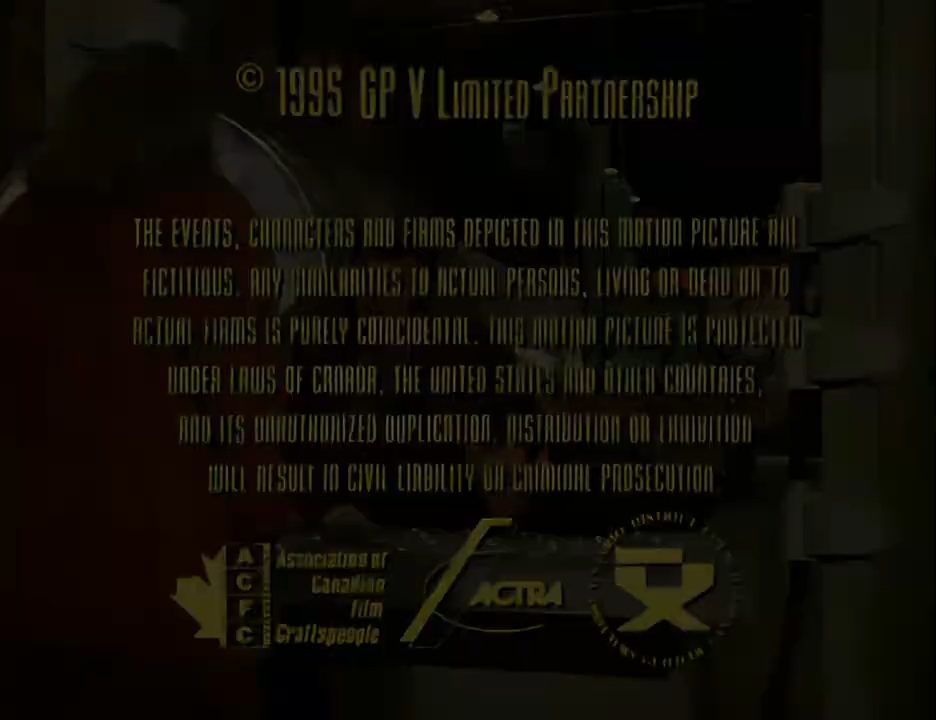 © 1995 GP V LIMITED PARTNERSHIP
THE EVENTS, CHARACTERS AND FIRMS DEPICTED IN THIS MOTION PICTURE ARE
FICTITIOUS. ANY SIMILARITIES TO ACTUAL PERSONS, LIVING OR DEAD OR TO
ACTUAL FIRMS IS PURELY COINCIDENTAL. THIS MOTION PICTURE IS PROTECTED
UNDER LAWS OF CANADA, THE UNITED STATES AND OTHER COUNTRIES,
AND ITS UNAUTHORIZED DUPLICATION, DISTRIBUTION OR EXHIBITION
WILL RESULT IN CIVIL LIABILITY OR CRIMINAL PROSECUTION
A C F C
Association of
Canadian
Film
Craftspeople
ACTRA
DISTRICT